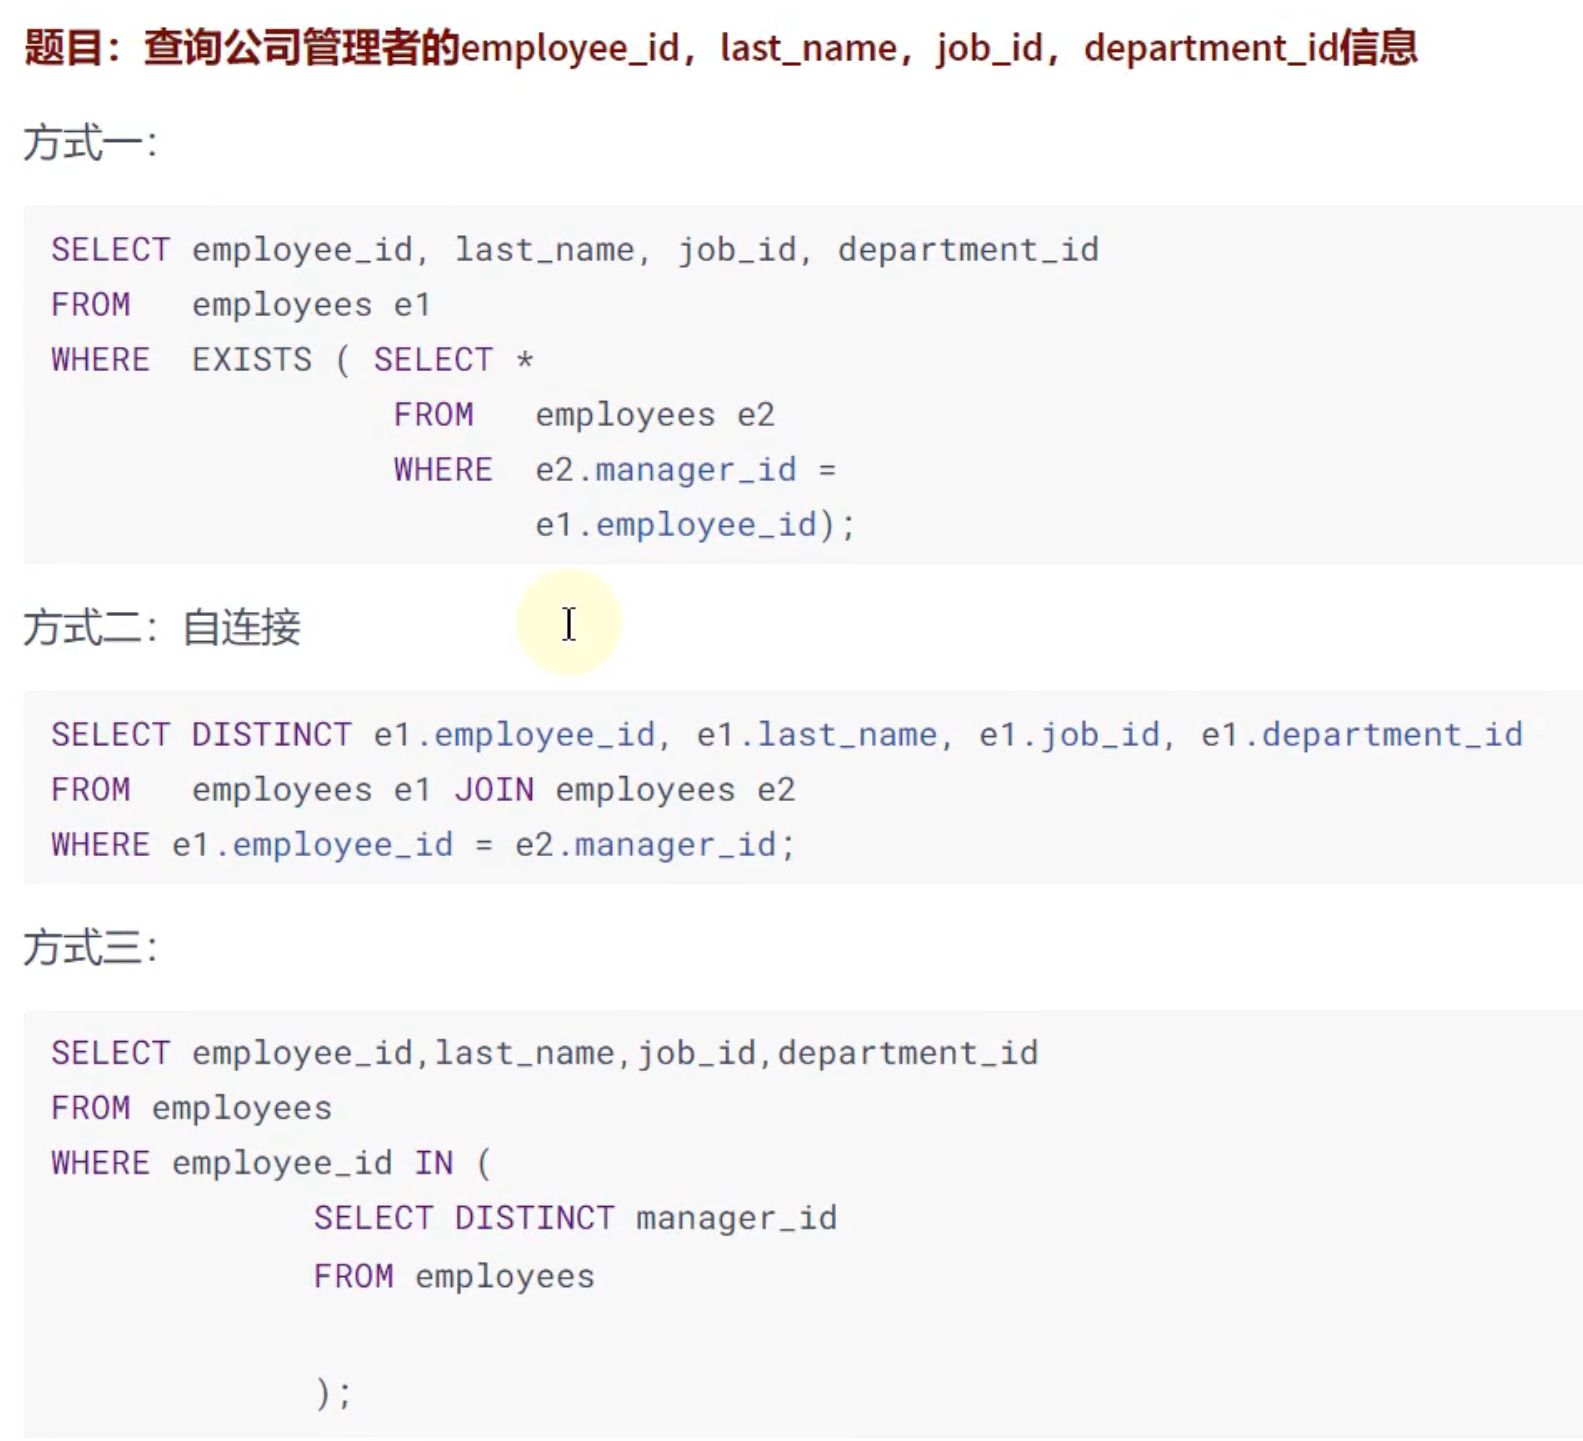 题目：查询公司管理者的employee_id，last_name，job_id，department_id信息
方式一：
SELECT employee_id, last_name, job_id, department_id
FROM   employees e1
WHERE  EXISTS ( SELECT *
                 FROM   employees e2
                 WHERE  e2.manager_id =
                        e1.employee_id);
方式二：自连接
SELECT DISTINCT e1.employee_id, e1.last_name, e1.job_id, e1.department_id
FROM   employees e1 JOIN employees e2
WHERE e1.employee_id = e2.manager_id;
方式三：
SELECT employee_id,last_name,job_id,department_id
FROM employees
WHERE employee_id IN (
             SELECT DISTINCT manager_id
             FROM employees
             );